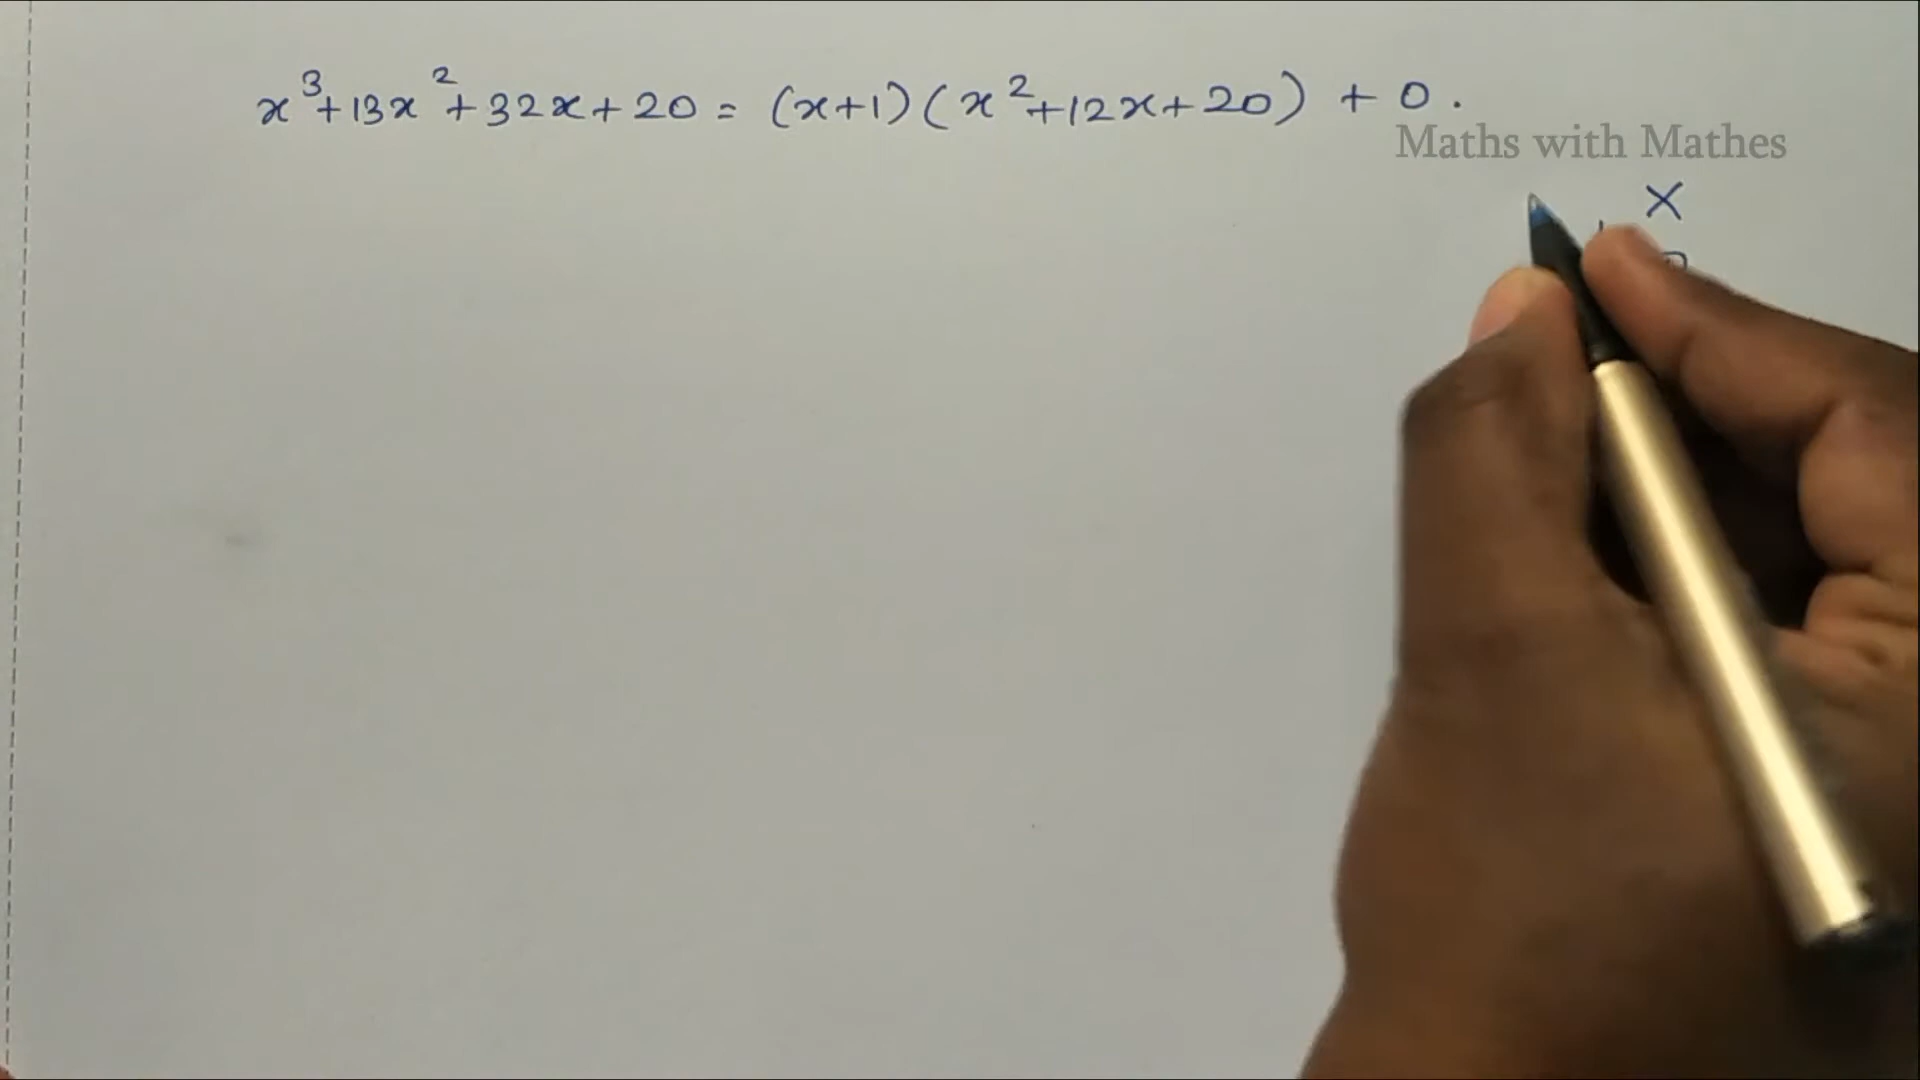 x³+13x²+32x+20 = (x+1)(x²+12x+20) + 0.
Maths with Mathes
X